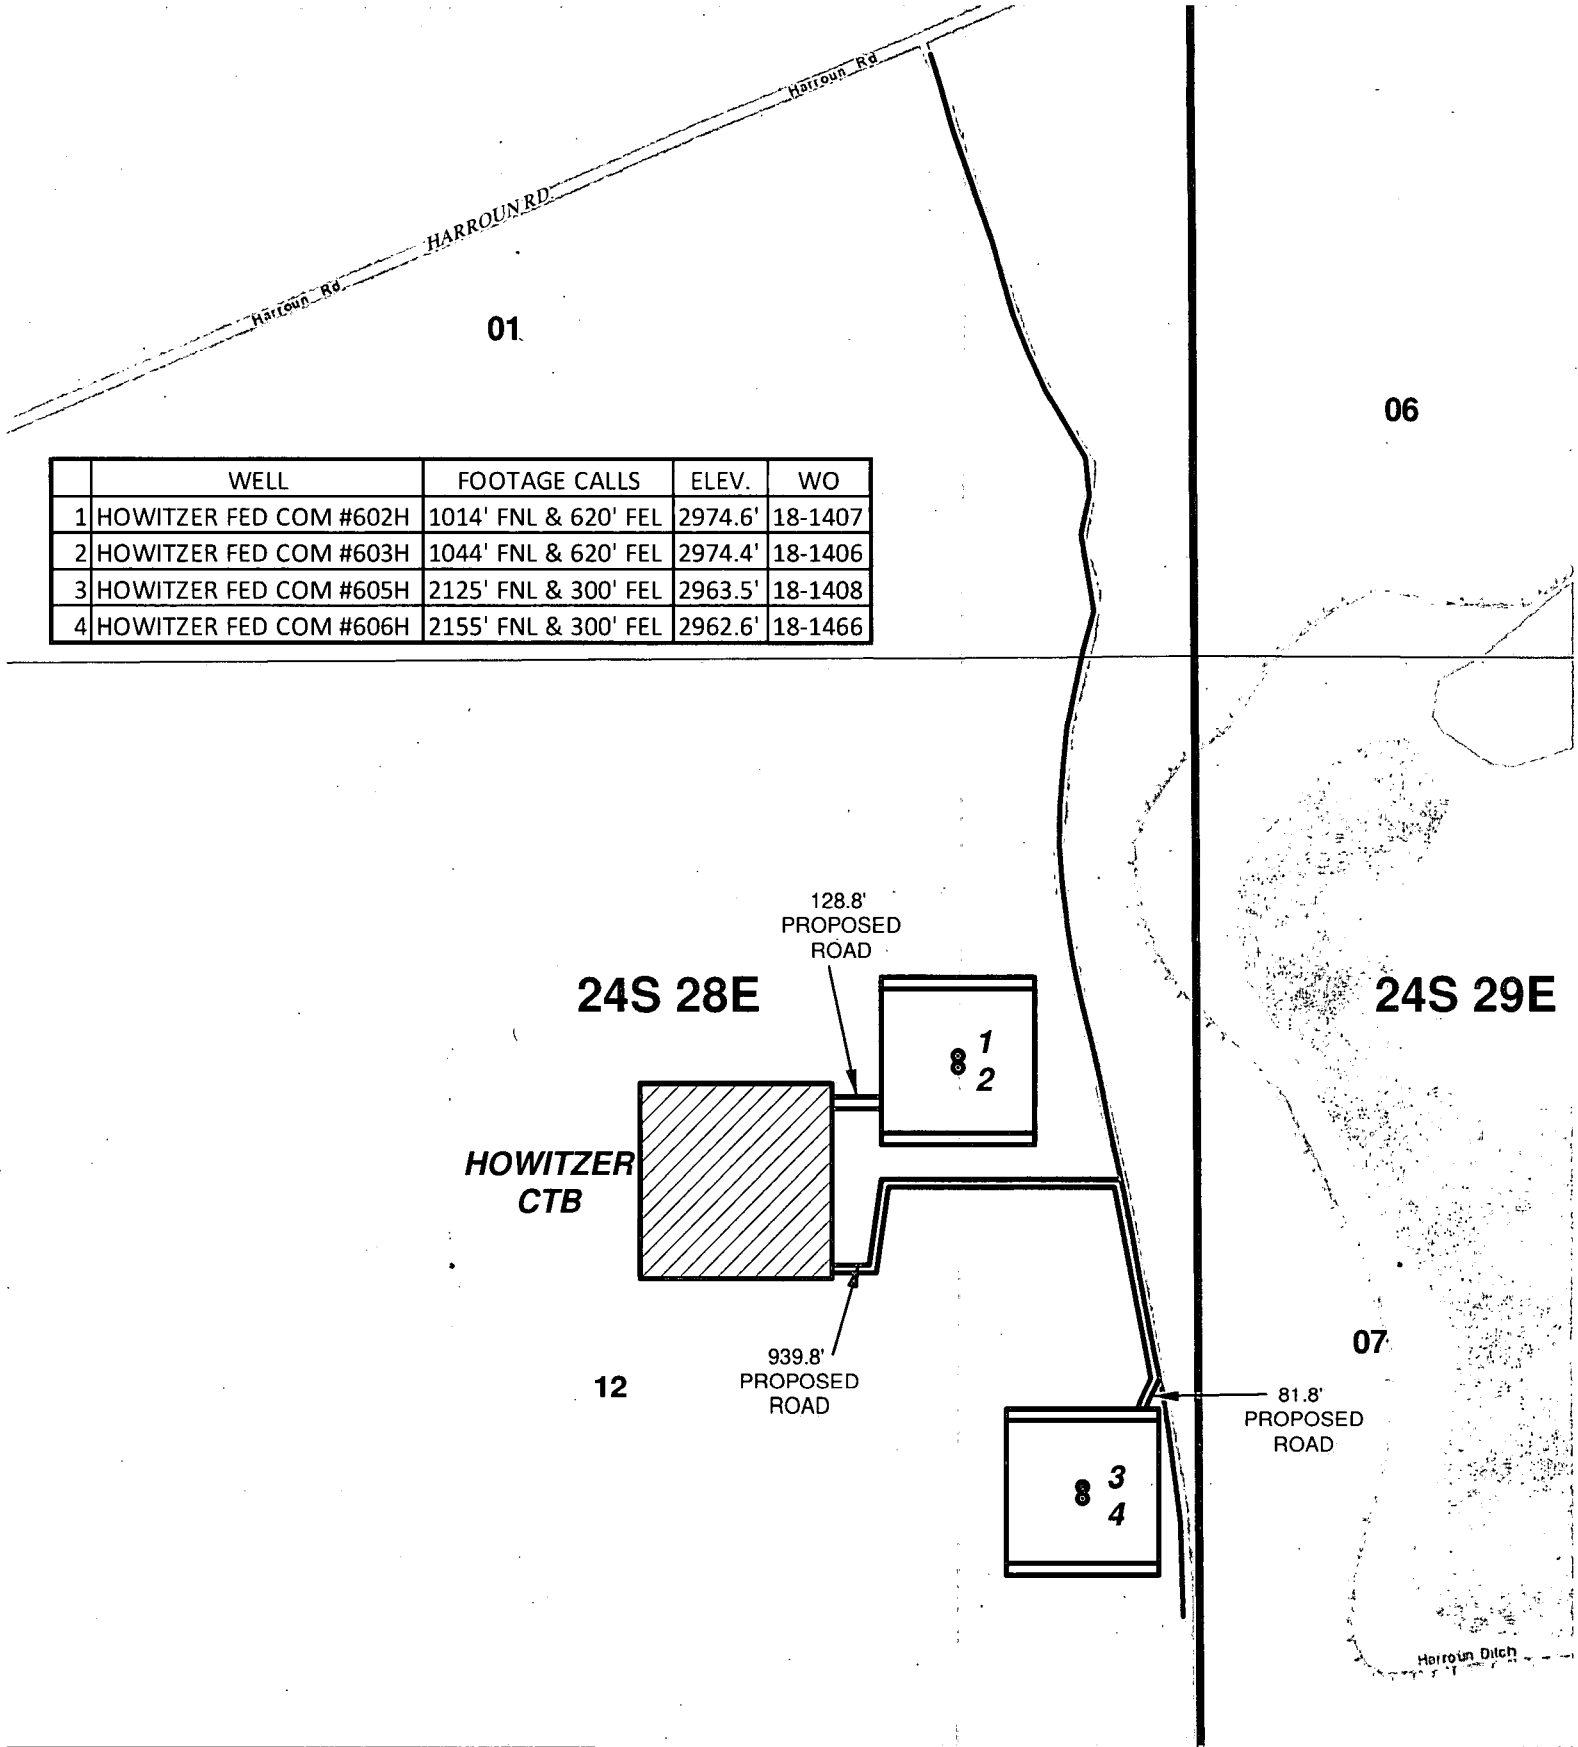 Harroun Rd
HARROUN RD.
Harroun Rd
01
06
WELL FOOTAGE CALLS ELEV. WO
1 HOWITZER FED COM #602H 1014' FNL & 620' FEL 2974.6' 18-1407
2 HOWITZER FED COM #603H 1044' FNL & 620' FEL 2974.4' 18-1406
3 HOWITZER FED COM #605H 2125' FNL & 300' FEL 2963.5' 18-1408
4 HOWITZER FED COM #606H 2155' FNL & 300' FEL 2962.6' 18-1466
128.8'
PROPOSED
ROAD
24S 28E
24S 29E
1
2
HOWITZER
CTB
939.8'
PROPOSED
ROAD
12
07
81.8'
PROPOSED
ROAD
3
4
Harroun Ditch